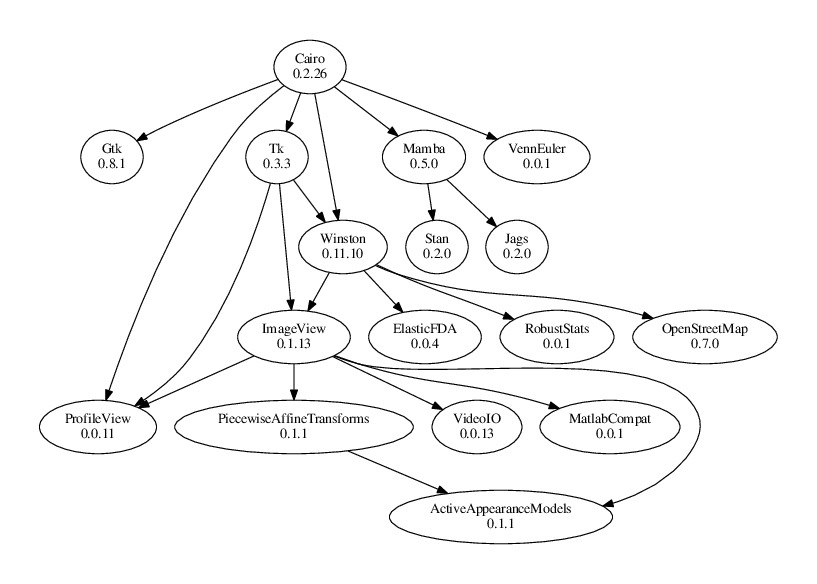 Cairo
0.2.26
Gtk
0.8.1
Tk
0.3.3
Mamba
0.5.0
VennEuler
0.0.1
Winston
0.11.10
Stan
0.2.0
Jags
0.2.0
ImageView
0.1.13
ElasticFDA
0.0.4
RobustStats
0.0.1
OpenStreetMap
0.7.0
ProfileView
0.0.11
PiecewiseAffineTransforms
0.1.1
VideoIO
0.0.13
MatlabCompat
0.0.1
ActiveAppearanceModels
0.1.1